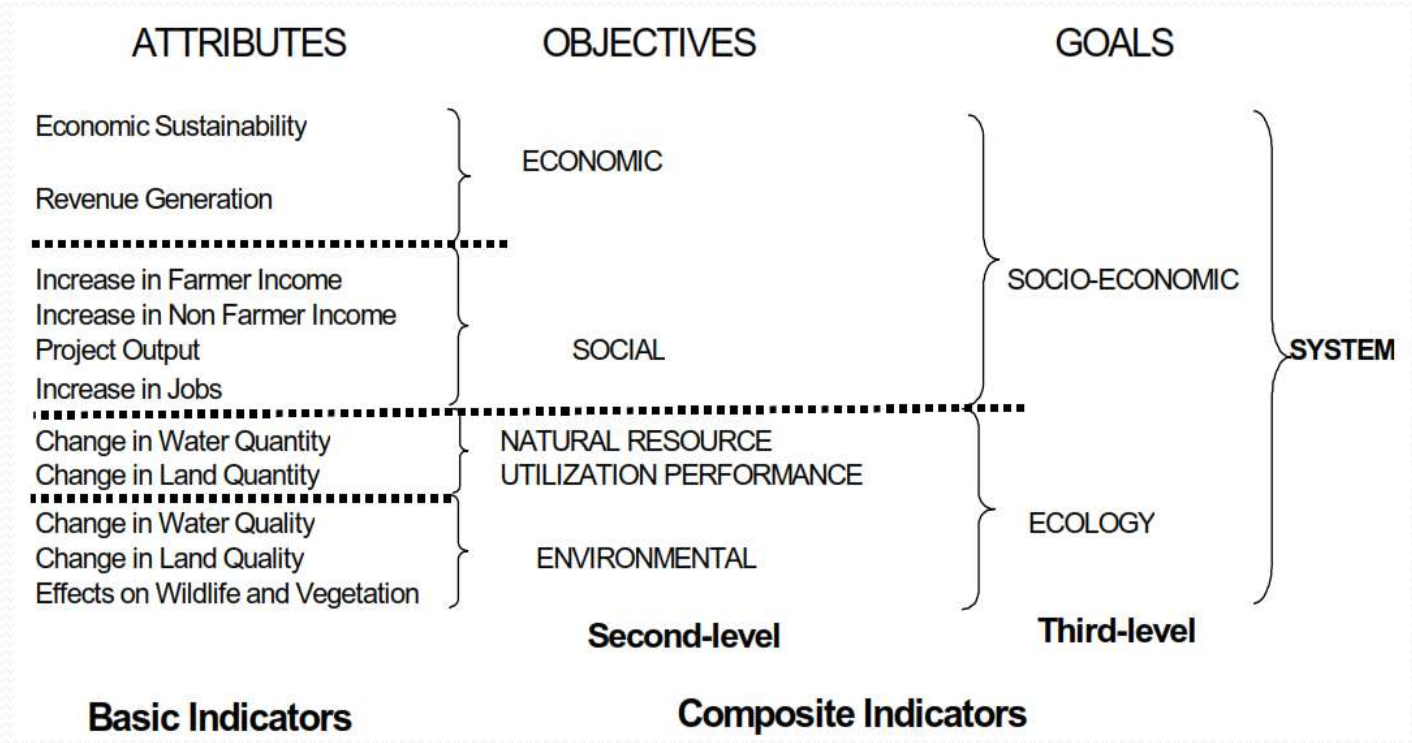 ATTRIBUTES OBJECTIVES GOALS
Economic Sustainability
ECONOMIC
Revenue Generation
Increase in Farmer Income
SOCIO-ECONOMIC
Increase in Non Farmer Income
Project Output
SOCIAL
SYSTEM
Increase in Jobs
Change in Water Quantity
NATURAL RESOURCE
Change in Land Quantity
UTILIZATION PERFORMANCE
Change in Water Quality
ECOLOGY
Change in Land Quality
ENVIRONMENTAL
Effects on Wildlife and Vegetation
Second-level
Third-level
Basic Indicators
Composite Indicators